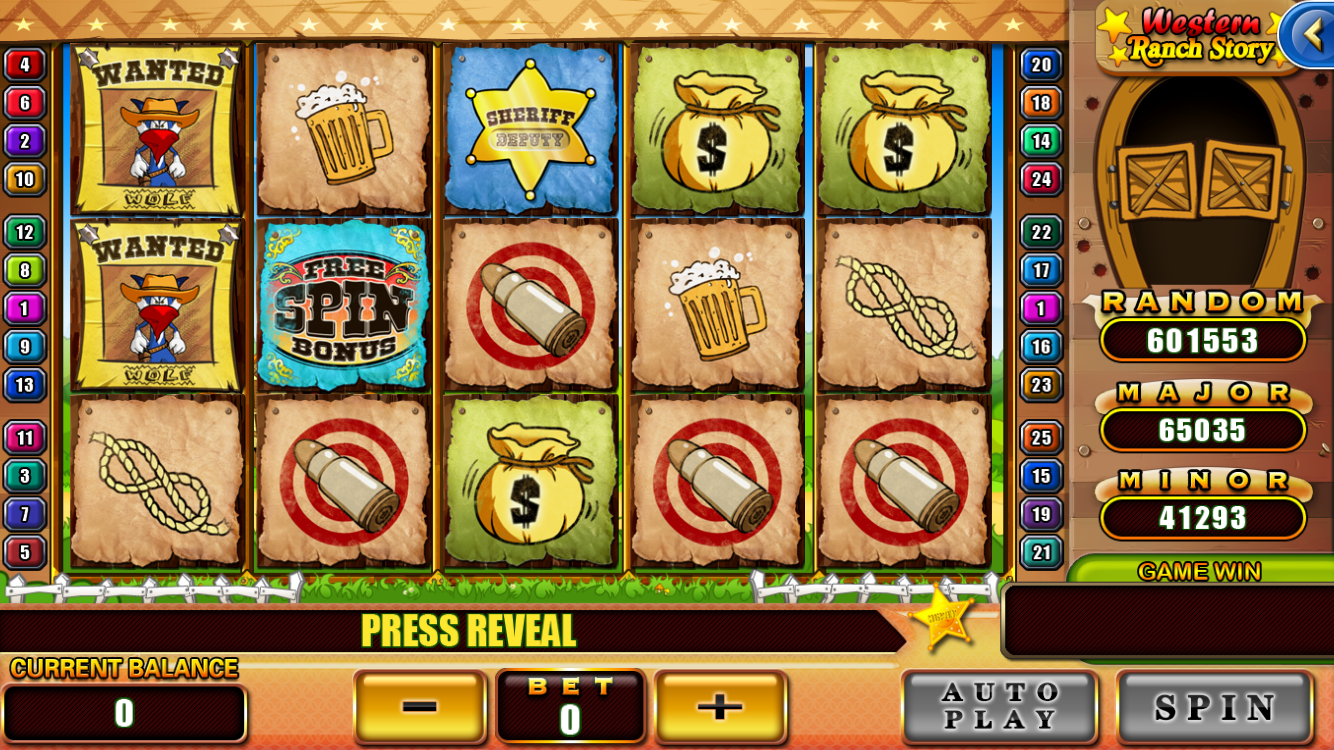 Western
Ranch Story
4
6
2
10
12
8
1
9
13
11
3
7
5
WANTED
WOLF
SHERIFF
DEPUTY
$
$
WANTED
WOLF
FREE
SPIN
BONUS
$
20
18
14
24
22
17
1
16
23
25
15
19
21
RANDOM
601553
MAJOR
65035
MINOR
41293
GAME WIN
PRESS REVEAL
DEPUTY
CURRENT BALANCE
0
-
BET
0
+
AUTO
PLAY
SPIN